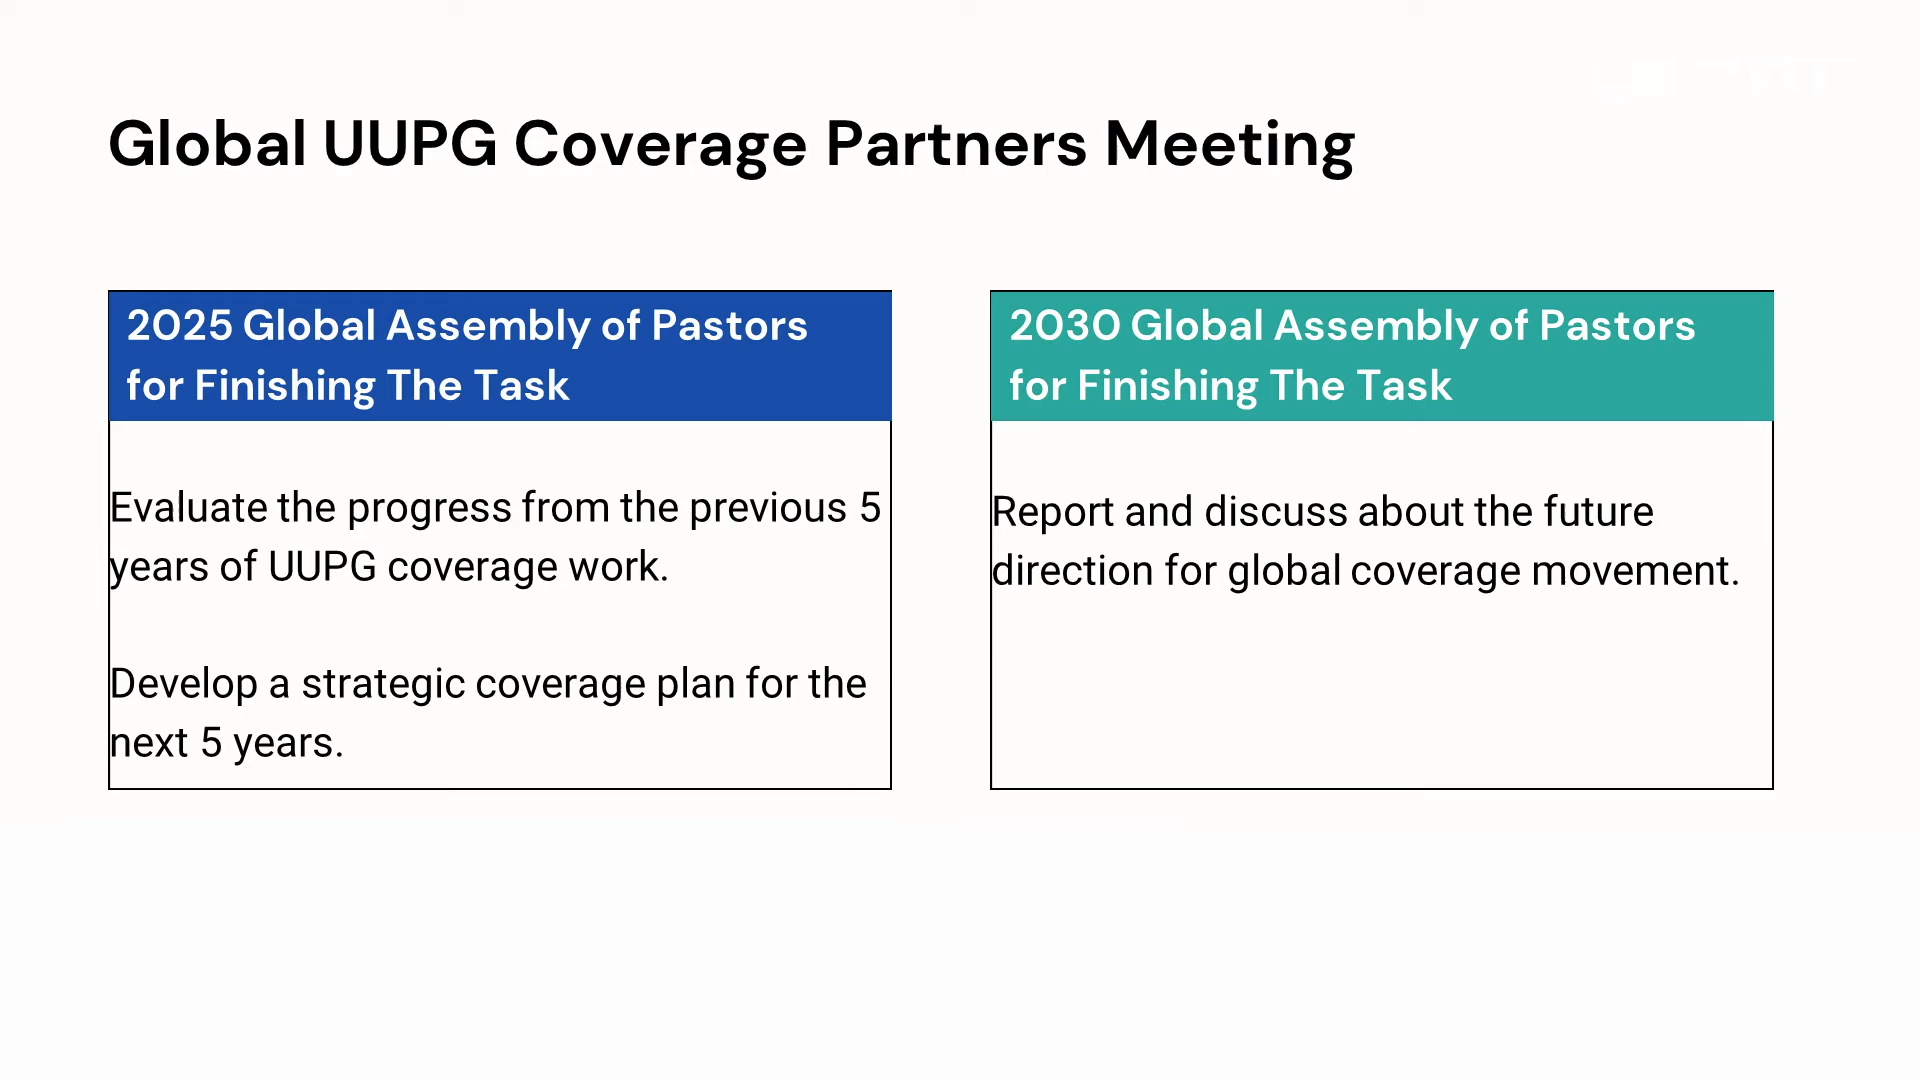 Global UUPG Coverage Partners Meeting
2025 Global Assembly of Pastors
for Finishing The Task
Evaluate the progress from the previous 5
years of UUPG coverage work.
Develop a strategic coverage plan for the
next 5 years.
2030 Global Assembly of Pastors
for Finishing The Task
Report and discuss about the future
direction for global coverage movement.